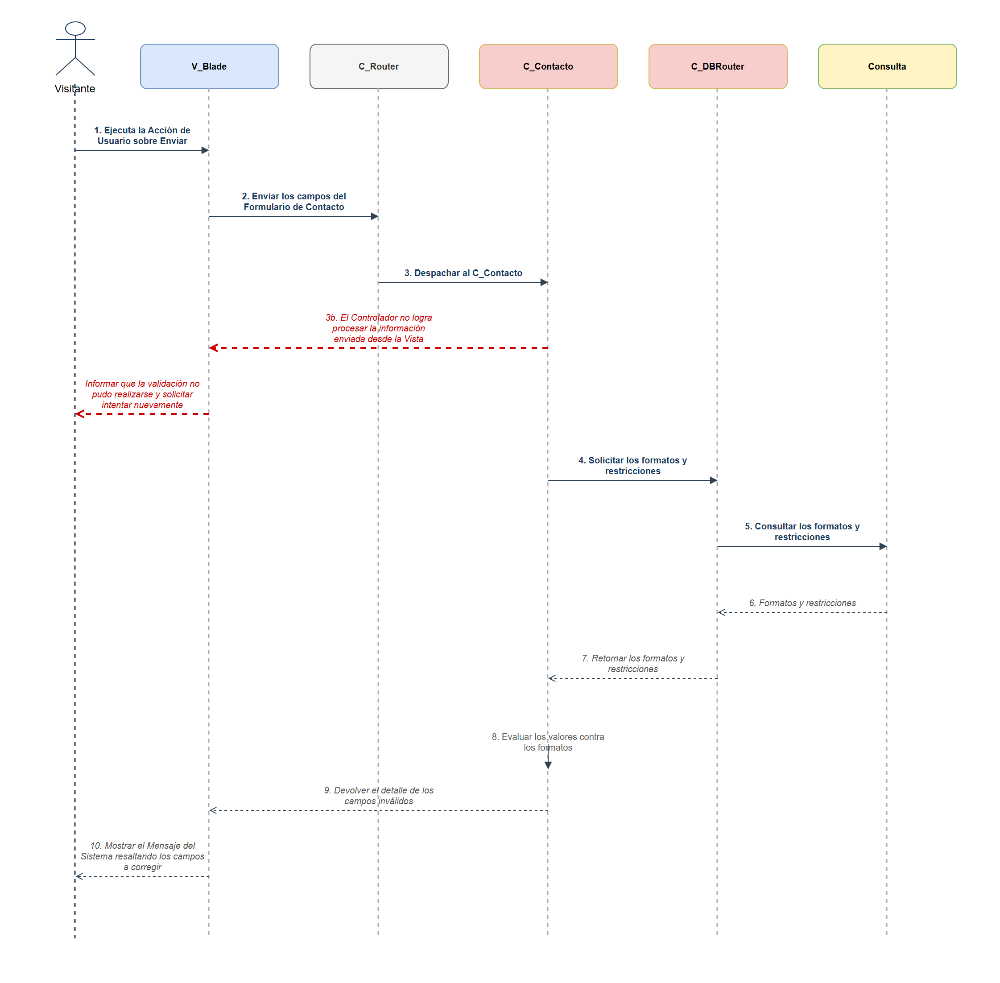 Visitante
V_Blade
C_Router
C_Contacto
C_DBRouter
Consulta
1. Ejecuta la Acción de
Usuario sobre Enviar
2. Enviar los campos del
Formulario de Contacto
3. Despachar al C_Contacto
3b. El Controlador no logra
procesar la información
enviada desde la Vista
Informar que la validación no
pudo realizarse y solicitar
intentar nuevamente
4. Solicitar los formatos y
restricciones
5. Consultar los formatos y
restricciones
6. Formatos y restricciones
7. Retornar los formatos y
restricciones
8. Evaluar los valores contra
los formatos
9. Devolver el detalle de los
campos inválidos
10. Mostrar el Mensaje del
Sistema resaltando los campos
a corregir